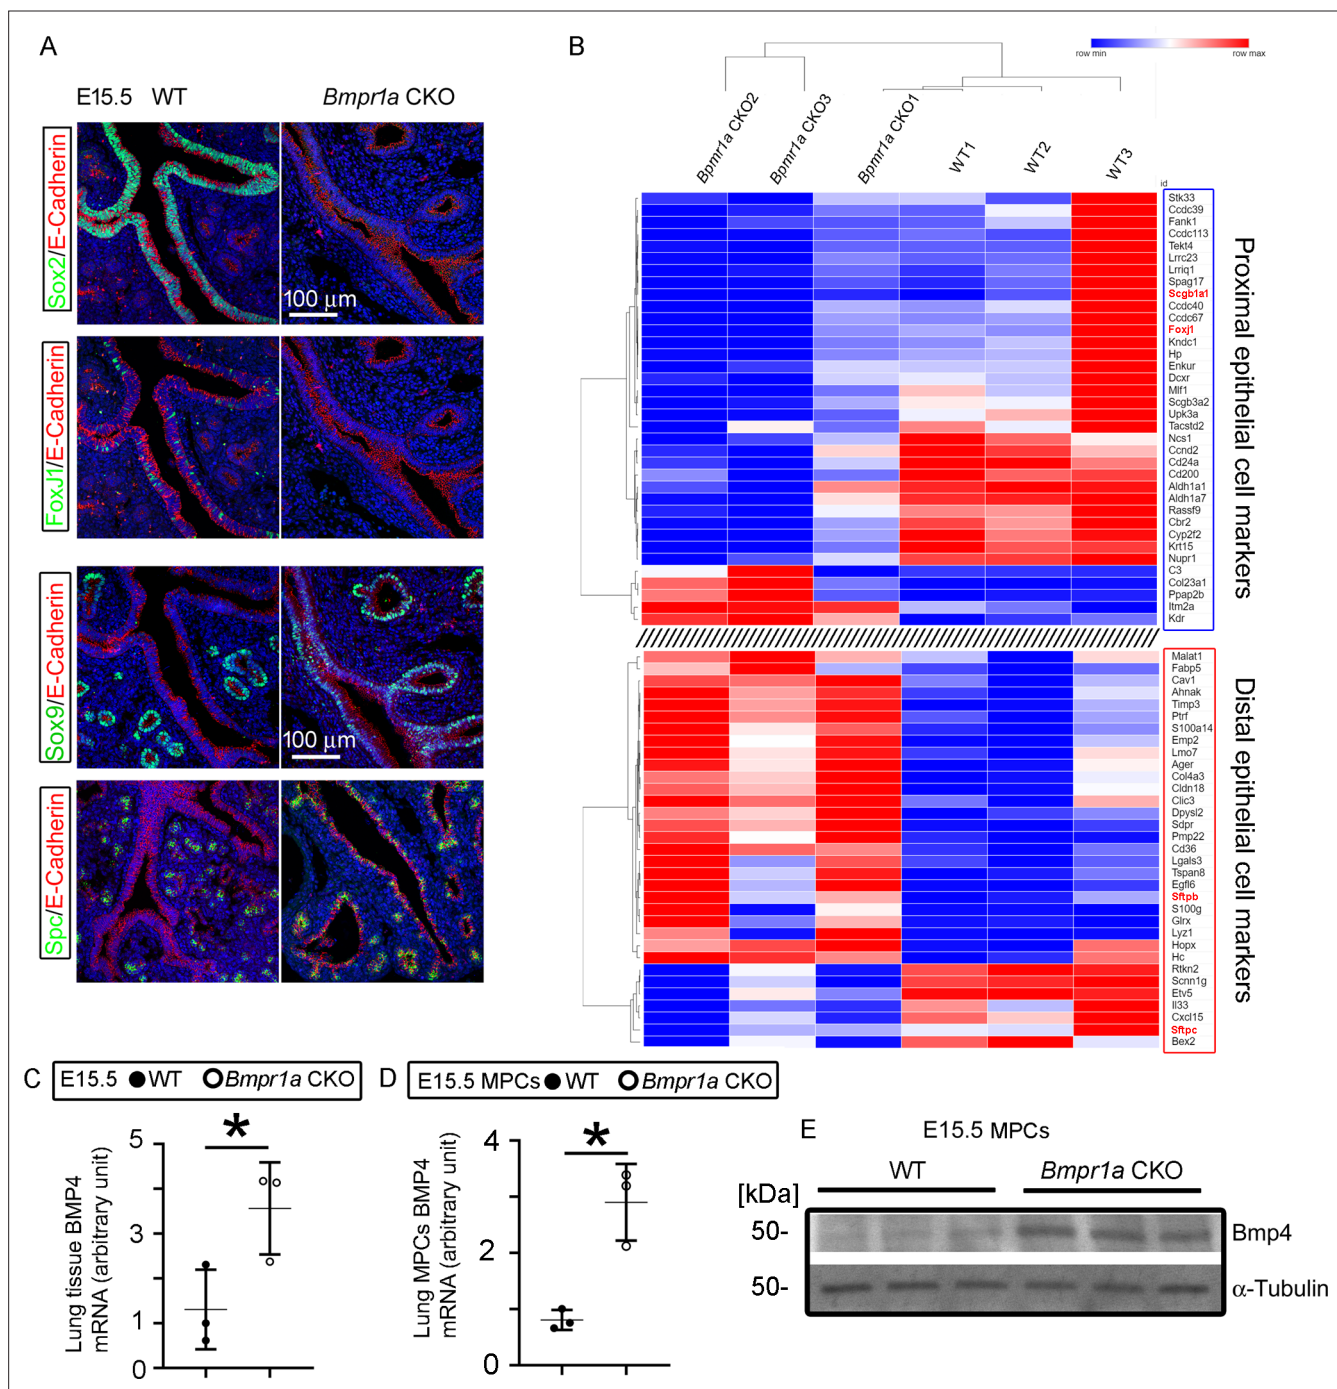 A
E15.5 WT Bmpr1a CKO
Sox2/E-Cadherin
100 µm
FoxJ1/E-Cadherin
Sox9/E-Cadherin
100 µm
Spc/E-Cadherin
B
row min row max
Bpmr1a CKO2
Bpmr1a CKO3
Bpmr1a CKO1
WT1
WT2
WT3
id
Stk33
Ccdc39
Fank1
Ccdc113
Tekt4
Lrrc23
Lrriq1
Spag17
Scgb1a1
Ccdc40
Ccdc67
Foxj1
Kndc1
Hp
Enkur
Dcxr
Mlf1
Scgb3a2
Upk3a
Tacstd2
Ncs1
Ccnd2
Cd24a
Cd200
Aldh1a1
Aldh1a7
Rassf9
Cbr2
Cyp2f2
Krt15
Nupr1
C3
Col23a1
Ppap2b
Itm2a
Kdr
Proximal epithelial cell markers
Malat1
Fabp5
Cav1
Ahnak
Timp3
Ptrf
S100a14
Emp2
Lmo7
Ager
Col4a3
Cldn18
Clic3
Dpysl2
Sdpr
Pmp22
Cd36
Lgals3
Tspan8
Egfl6
Sftpb
S100g
Glrx
Lyz1
Hopx
Hc
Rtkn2
Scnn1g
Etv5
Il33
Cxcl15
Sftpc
Bex2
Distal epithelial cell markers
C
E15.5 WT Bmpr1a CKO
Lung tissue BMP4
mRNA (arbitrary unit)
5
3
1
0
*
D
E15.5 MPCs WT Bmpr1a CKO
Lung MPCs BMP4
mRNA (arbitrary unit)
4
2
0
*
E
E15.5 MPCs
WT Bmpr1a CKO
[kDa]
50- Bmp4
50- α-Tubulin